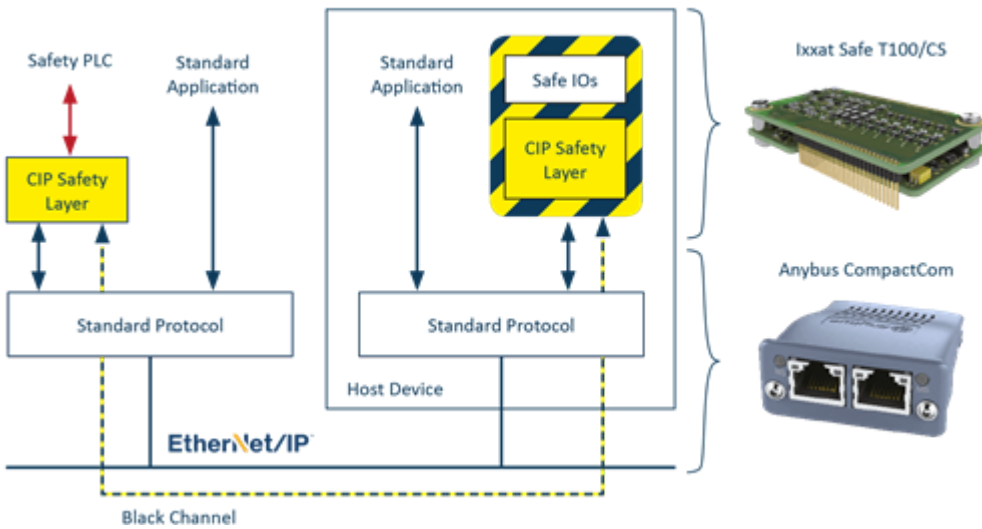 Safety PLC
Standard
Application
CIP Safety
Layer
Standard Protocol
Standard
Application
Safe IOs
CIP Safety
Layer
Standard Protocol
Host Device
EtherNet/IP
Black Channel
Ixxat Safe T100/CS
Anybus CompactCom